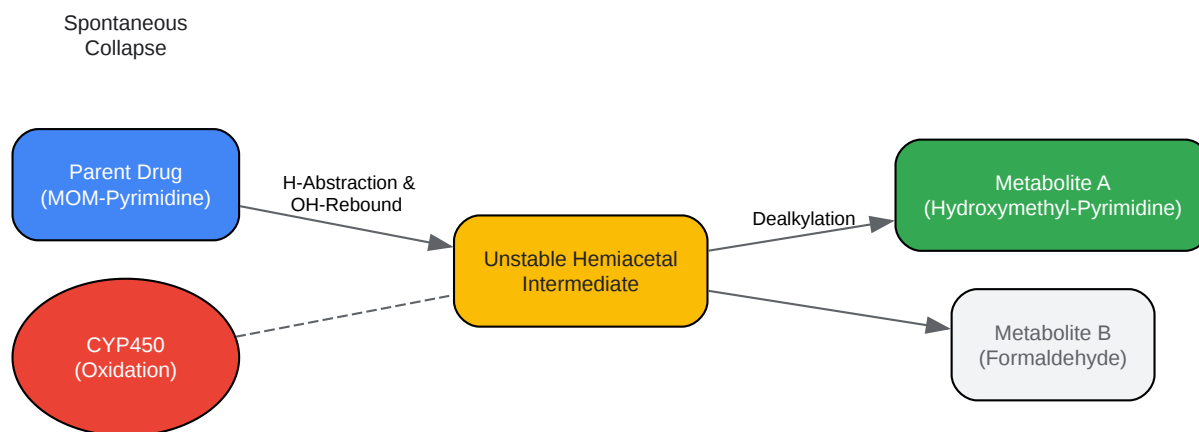 Spontaneous
Collapse
Parent Drug
(MOM-Pyrimidine)
H-Abstraction &
OH-Rebound
CYP450
(Oxidation)
Unstable Hemiacetal
Intermediate
Dealkylation
Metabolite A
(Hydroxymethyl-Pyrimidine)
Metabolite B
(Formaldehyde)